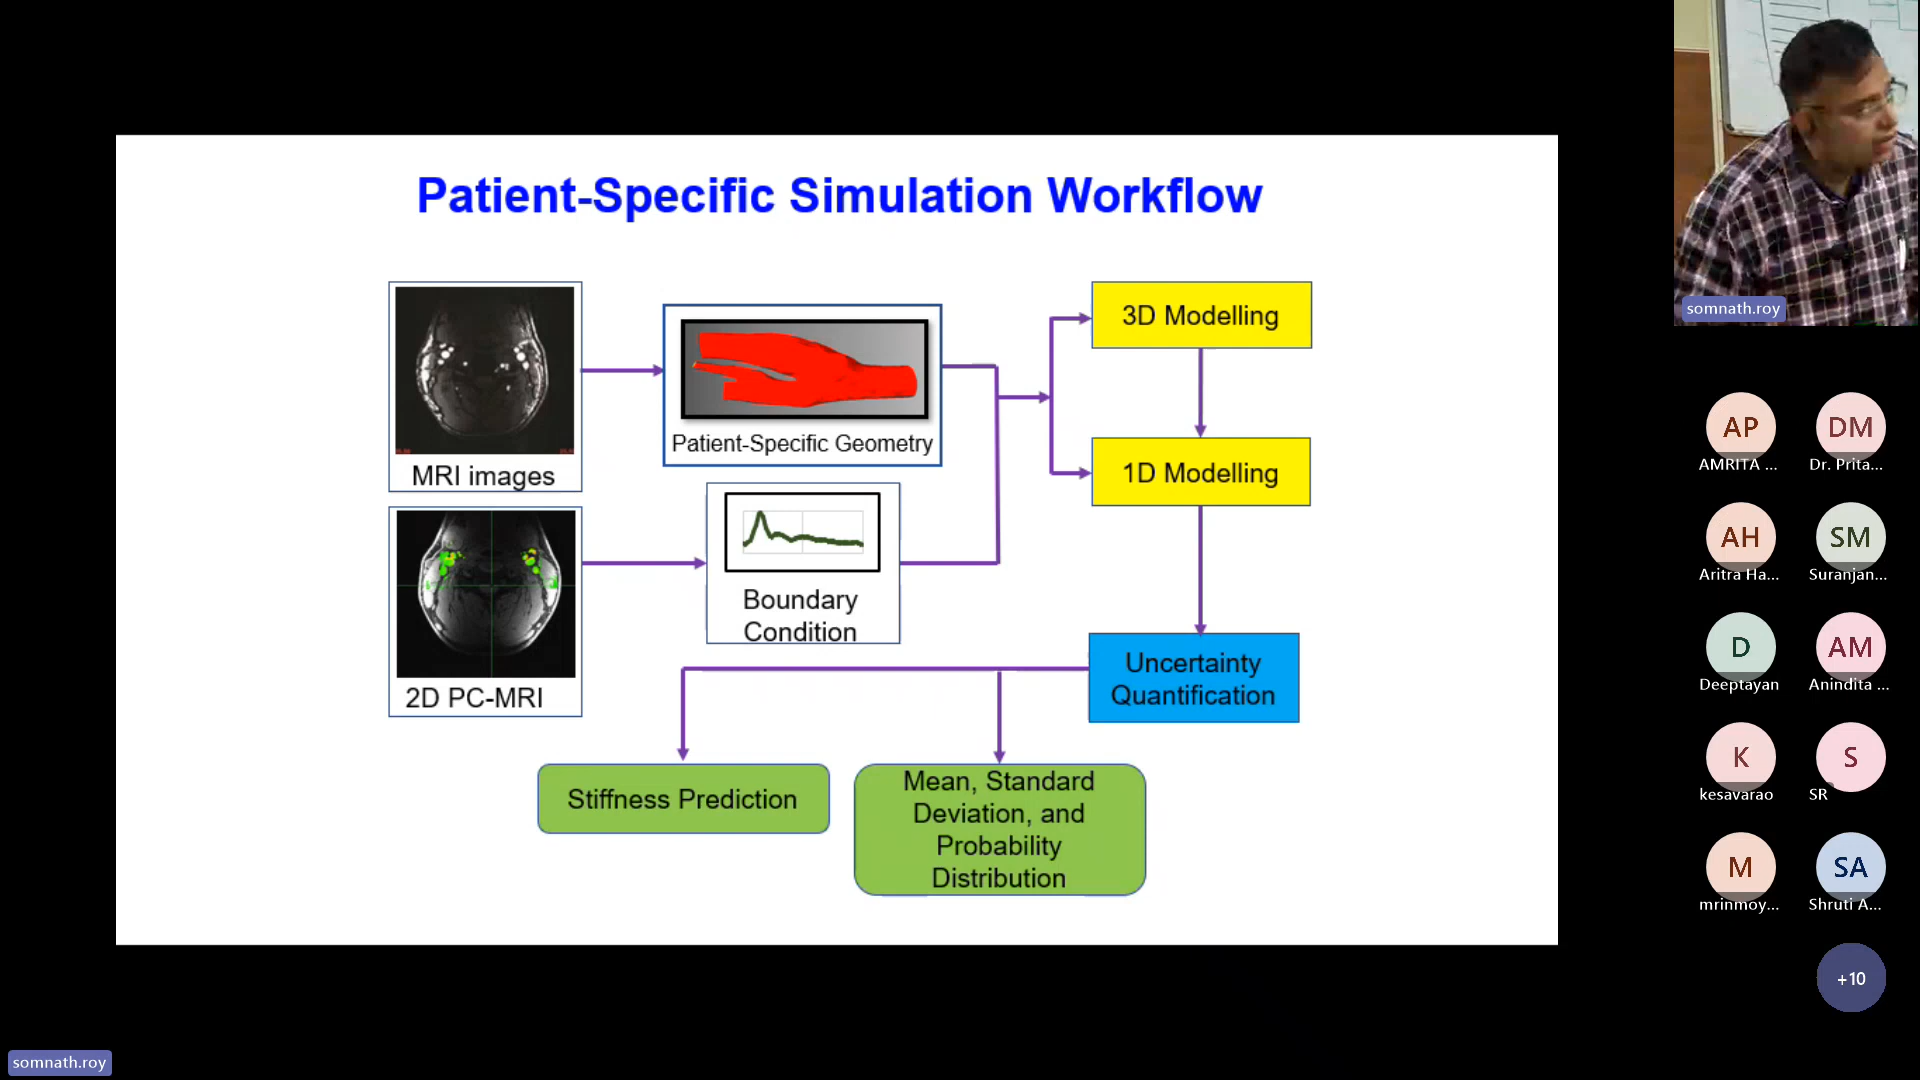 Patient-Specific Simulation Workflow
MRI images
Patient-Specific Geometry
3D Modelling
1D Modelling
2D PC-MRI
Boundary
Condition
Uncertainty
Quantification
Stiffness Prediction
Mean, Standard
Deviation, and
Probability
Distribution
somnath.roy
AP
AMRITA ...
DM
Dr. Prita...
AH
Aritra Ha...
SM
Suranjan...
D
Deeptayan
AM
Anindita ...
K
kesavarao
S
SR
M
mrinmoy...
SA
Shruti A...
+10
somnath.roy